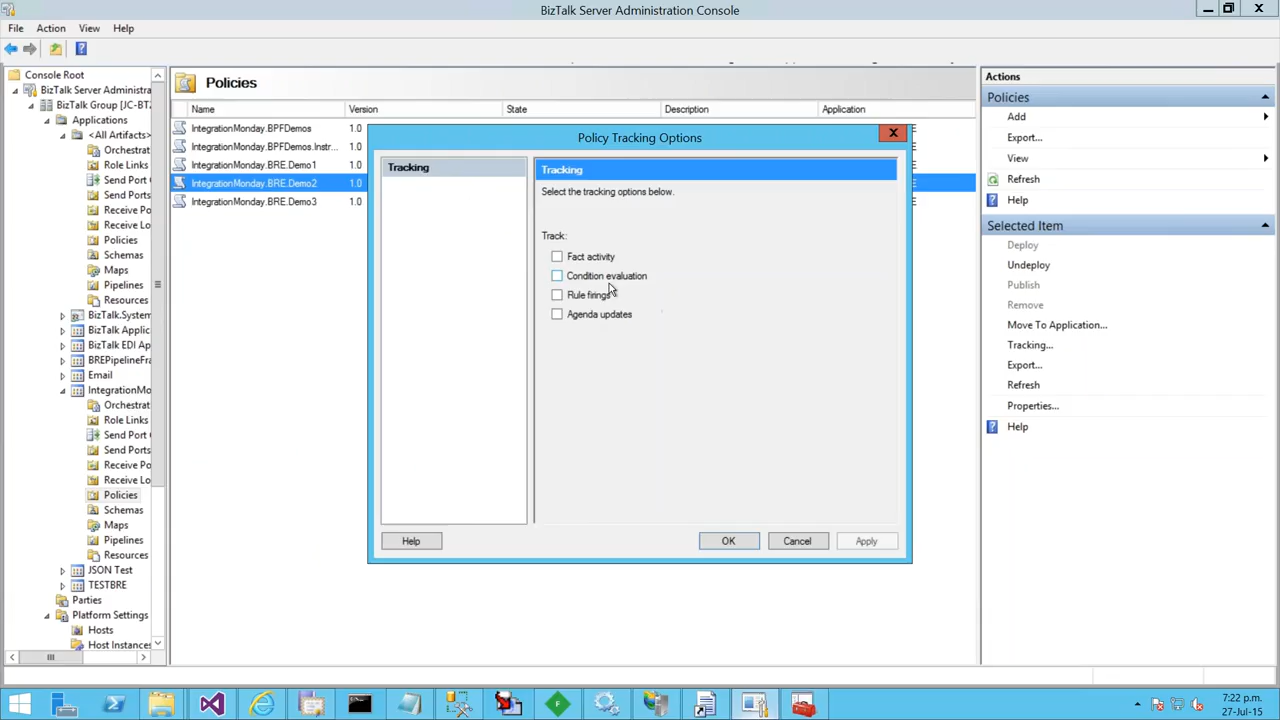 BizTalk Server Administration Console
File Action View Help
Console Root
BizTalk Server Administra
BizTalk Group [JC-BTZ
Applications
<All Artifacts>
Orchestrat
Role Links
Send Port
Send Ports
Receive Po
Receive Lo
Policies
Schemas
Maps
Pipelines
Resources
BizTalk.System
BizTalk Applic
BizTalk EDI Ap
BREPipelineFra
Email
IntegrationMo
Orchestrat
Role Links
Send Port
Send Ports
Receive Po
Receive Lo
Policies
Schemas
Maps
Pipelines
Resources
JSON Test
TESTBRE
Parties
Platform Settings
Hosts
Host Instances
Policies
Name Version State Description Application
IntegrationMonday.BPFDemos 1.0
IntegrationMonday.BPFDemos.Instr... 1.0
IntegrationMonday.BRE.Demo1 1.0
IntegrationMonday.BRE.Demo2 1.0
IntegrationMonday.BRE.Demo3 1.0
Policy Tracking Options
Tracking
Tracking
Select the tracking options below.
Track:
Fact activity
Condition evaluation
Rule firings
Agenda updates
Help OK Cancel Apply
Actions
Policies
Add
Export...
View
Refresh
Help
Selected Item
Deploy
Undeploy
Publish
Remove
Move To Application...
Tracking...
Export...
Refresh
Properties...
Help
7:22 p.m.
27-Jul-15